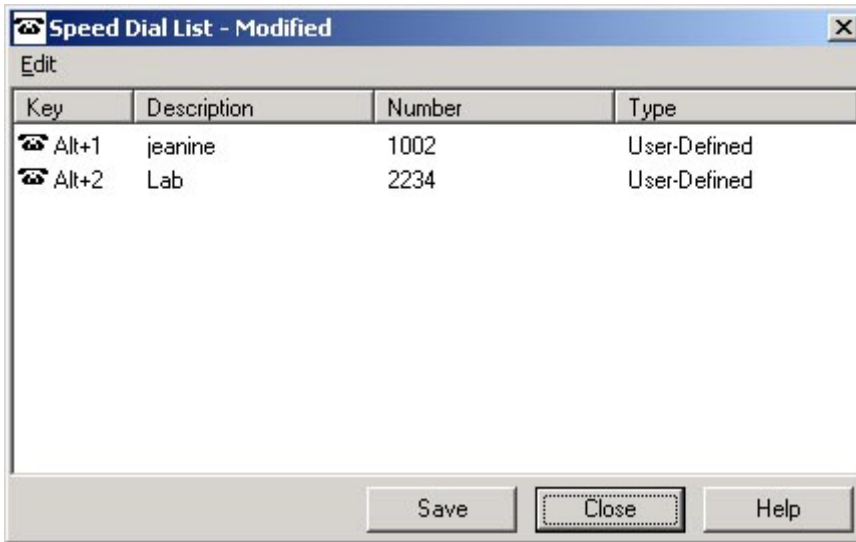 Speed Dial List - Modified
Edit
Key Description Number Type
Alt+1 jeanine 1002 User-Defined
Alt+2 Lab 2234 User-Defined
Save Close Help